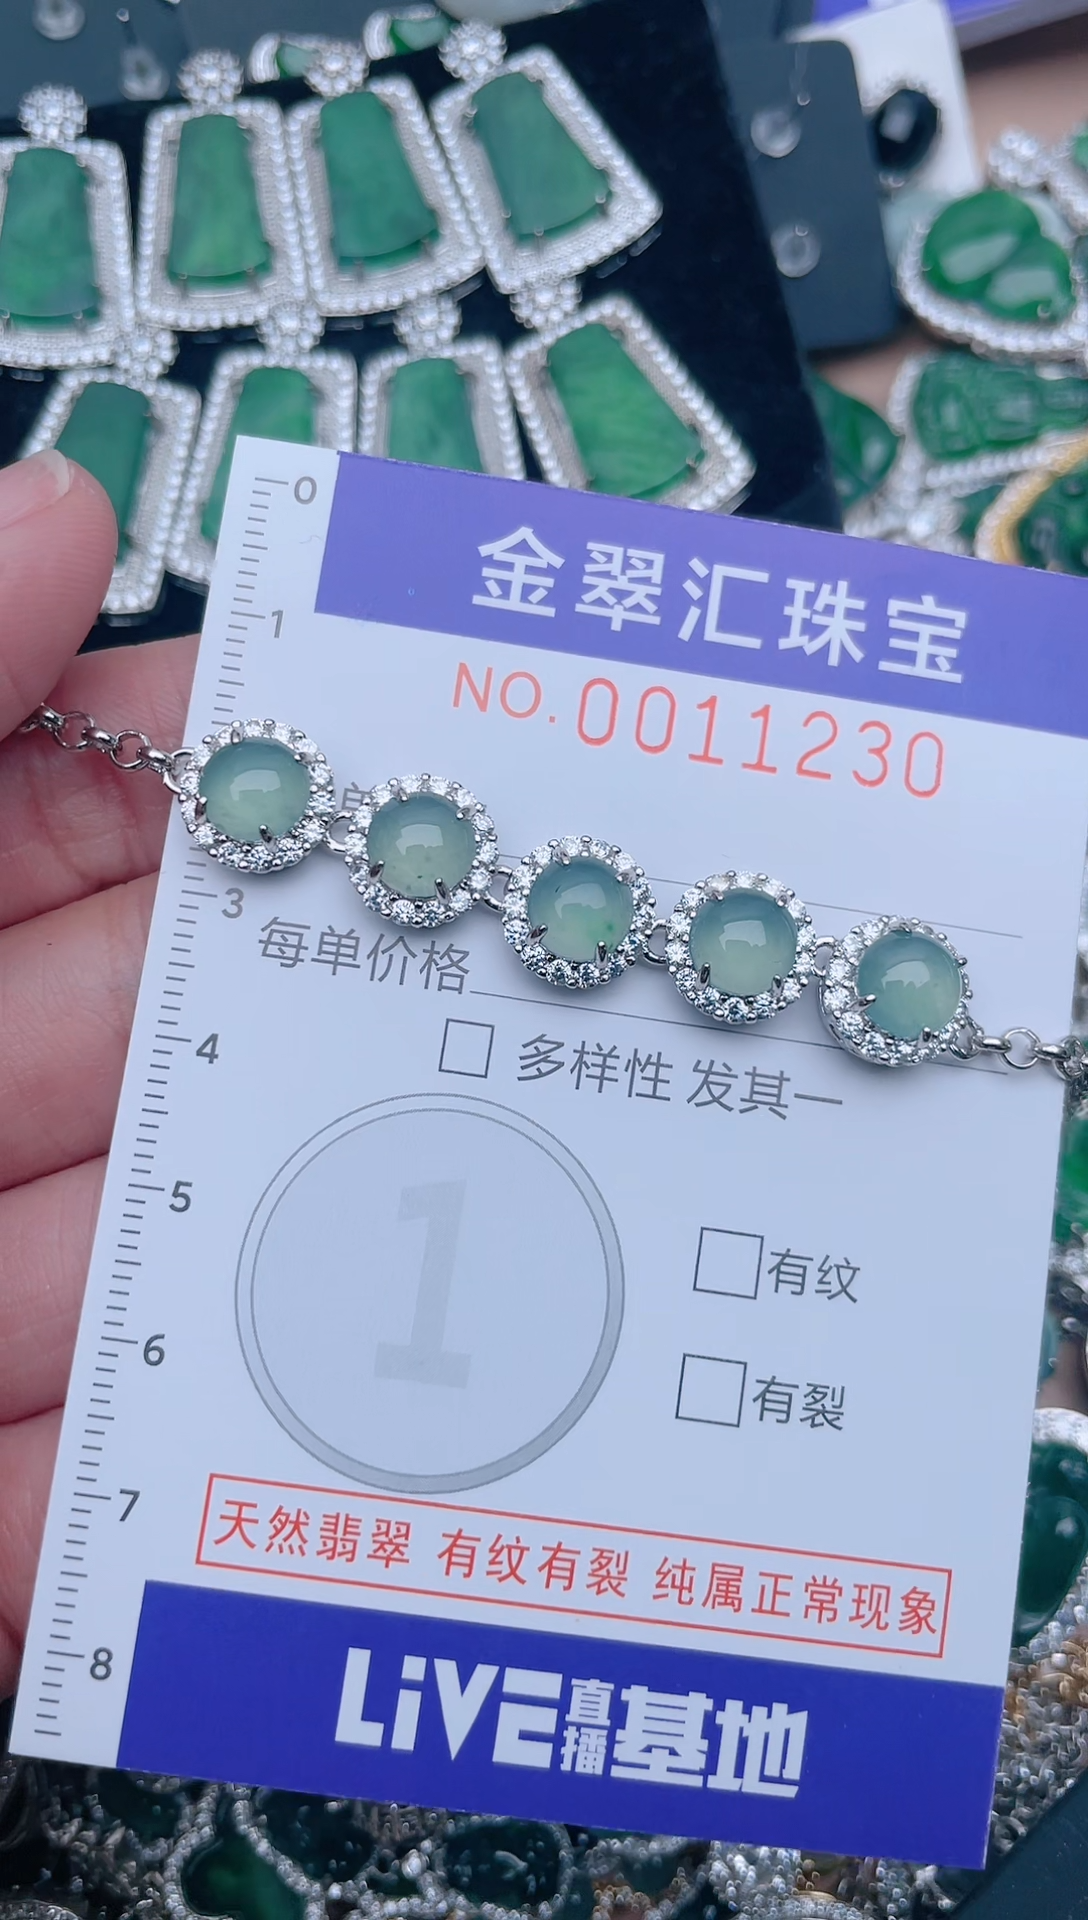 0
金翠汇珠宝
1
NO.0011230
单
3
每单价格
4
多样性 发其一
5
1
有纹
6
有裂
7
天然翡翠 有纹有裂 纯属正常现象
8
LiVE直播基地